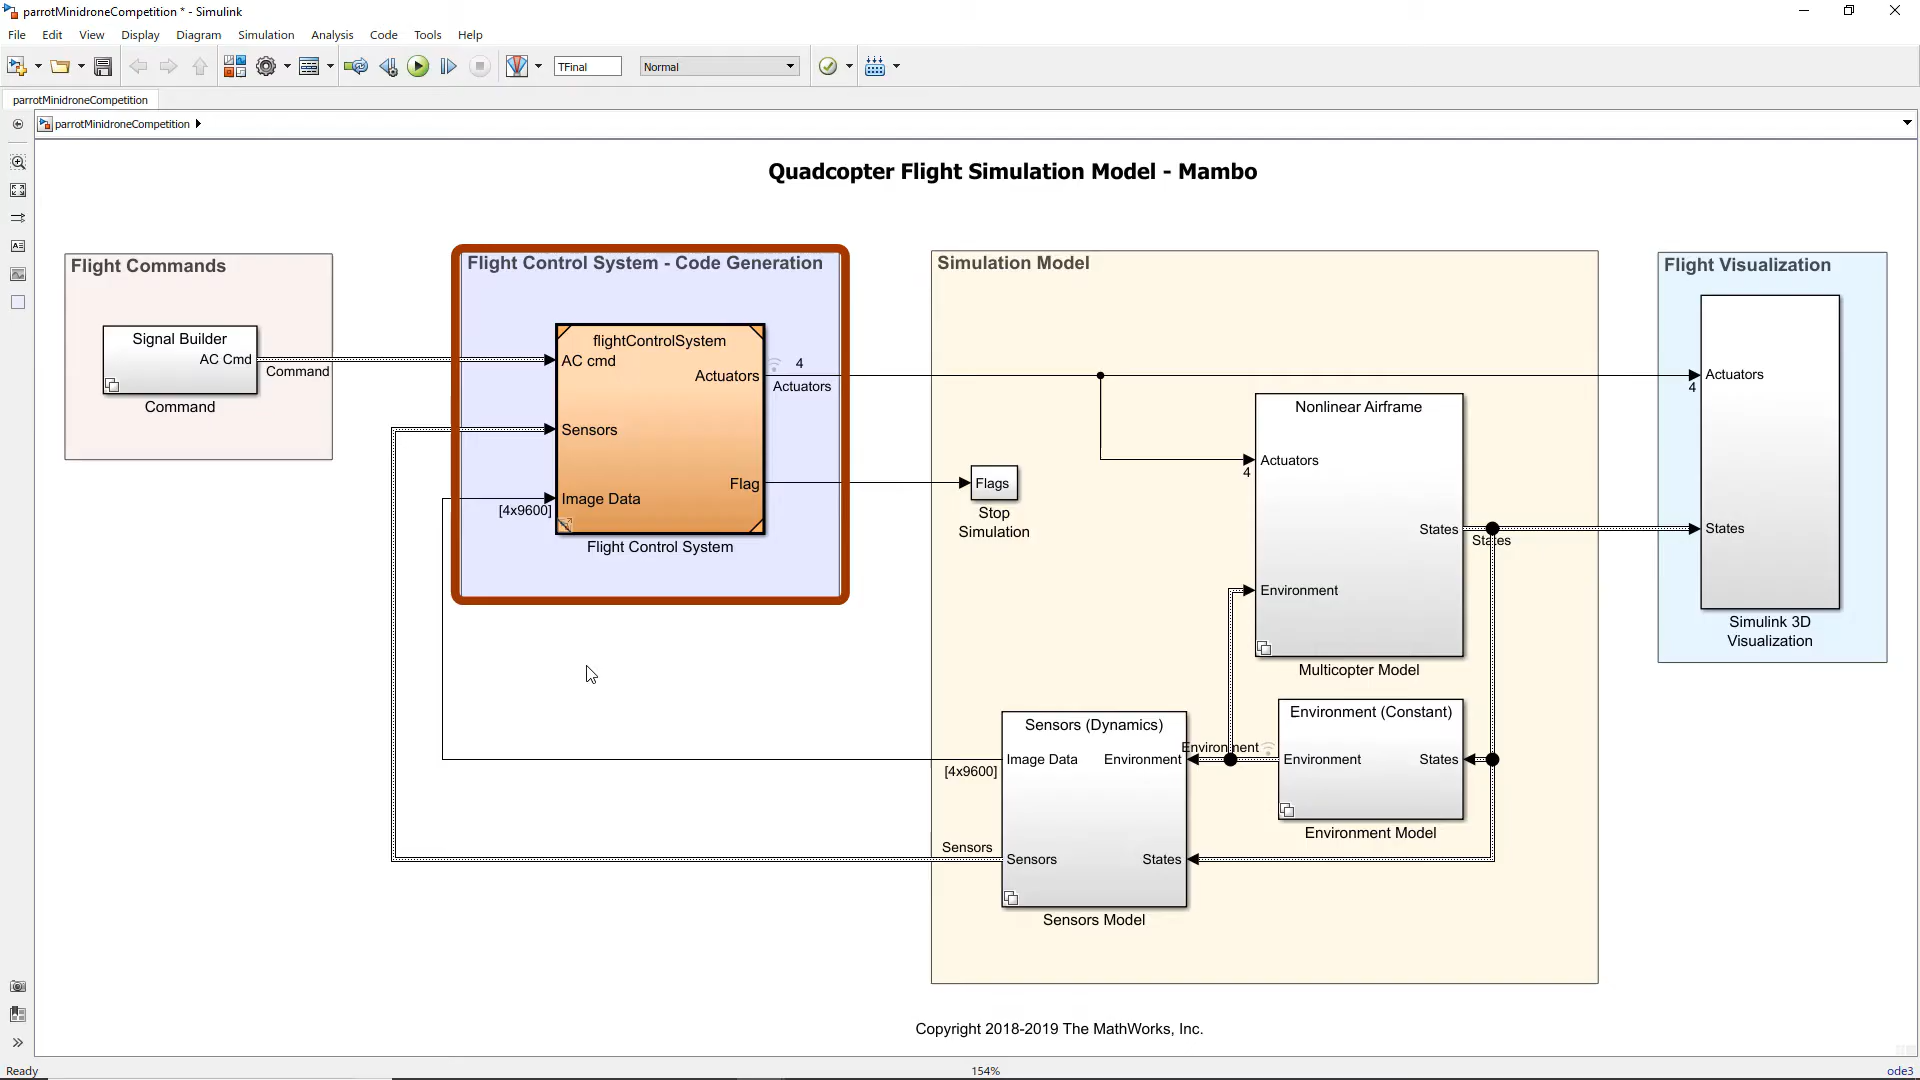 parrotMinidroneCompetition * - Simulink
File Edit View Display Diagram Simulation Analysis Code Tools Help
TFinal Normal
parrotMinidroneCompetition
parrotMinidroneCompetition
Quadcopter Flight Simulation Model - Mambo
Flight Commands
Signal Builder
AC Cmd
Command
Command
Flight Control System - Code Generation
flightControlSystem
AC cmd
Sensors
Image Data
[4x9600]
Actuators
Flag
Flight Control System
4
Actuators
Simulation Model
Flags
Stop
Simulation
Nonlinear Airframe
Actuators
4
States
Environment
Multicopter Model
States
Environment (Constant)
Environment
States
Environment Model
Environment
Sensors (Dynamics)
Image Data
Environment
[4x9600]
Sensors
Sensors
States
Sensors Model
Flight Visualization
Actuators
4
States
Simulink 3D
Visualization
Copyright 2018-2019 The MathWorks, Inc.
Ready
154%
ode3